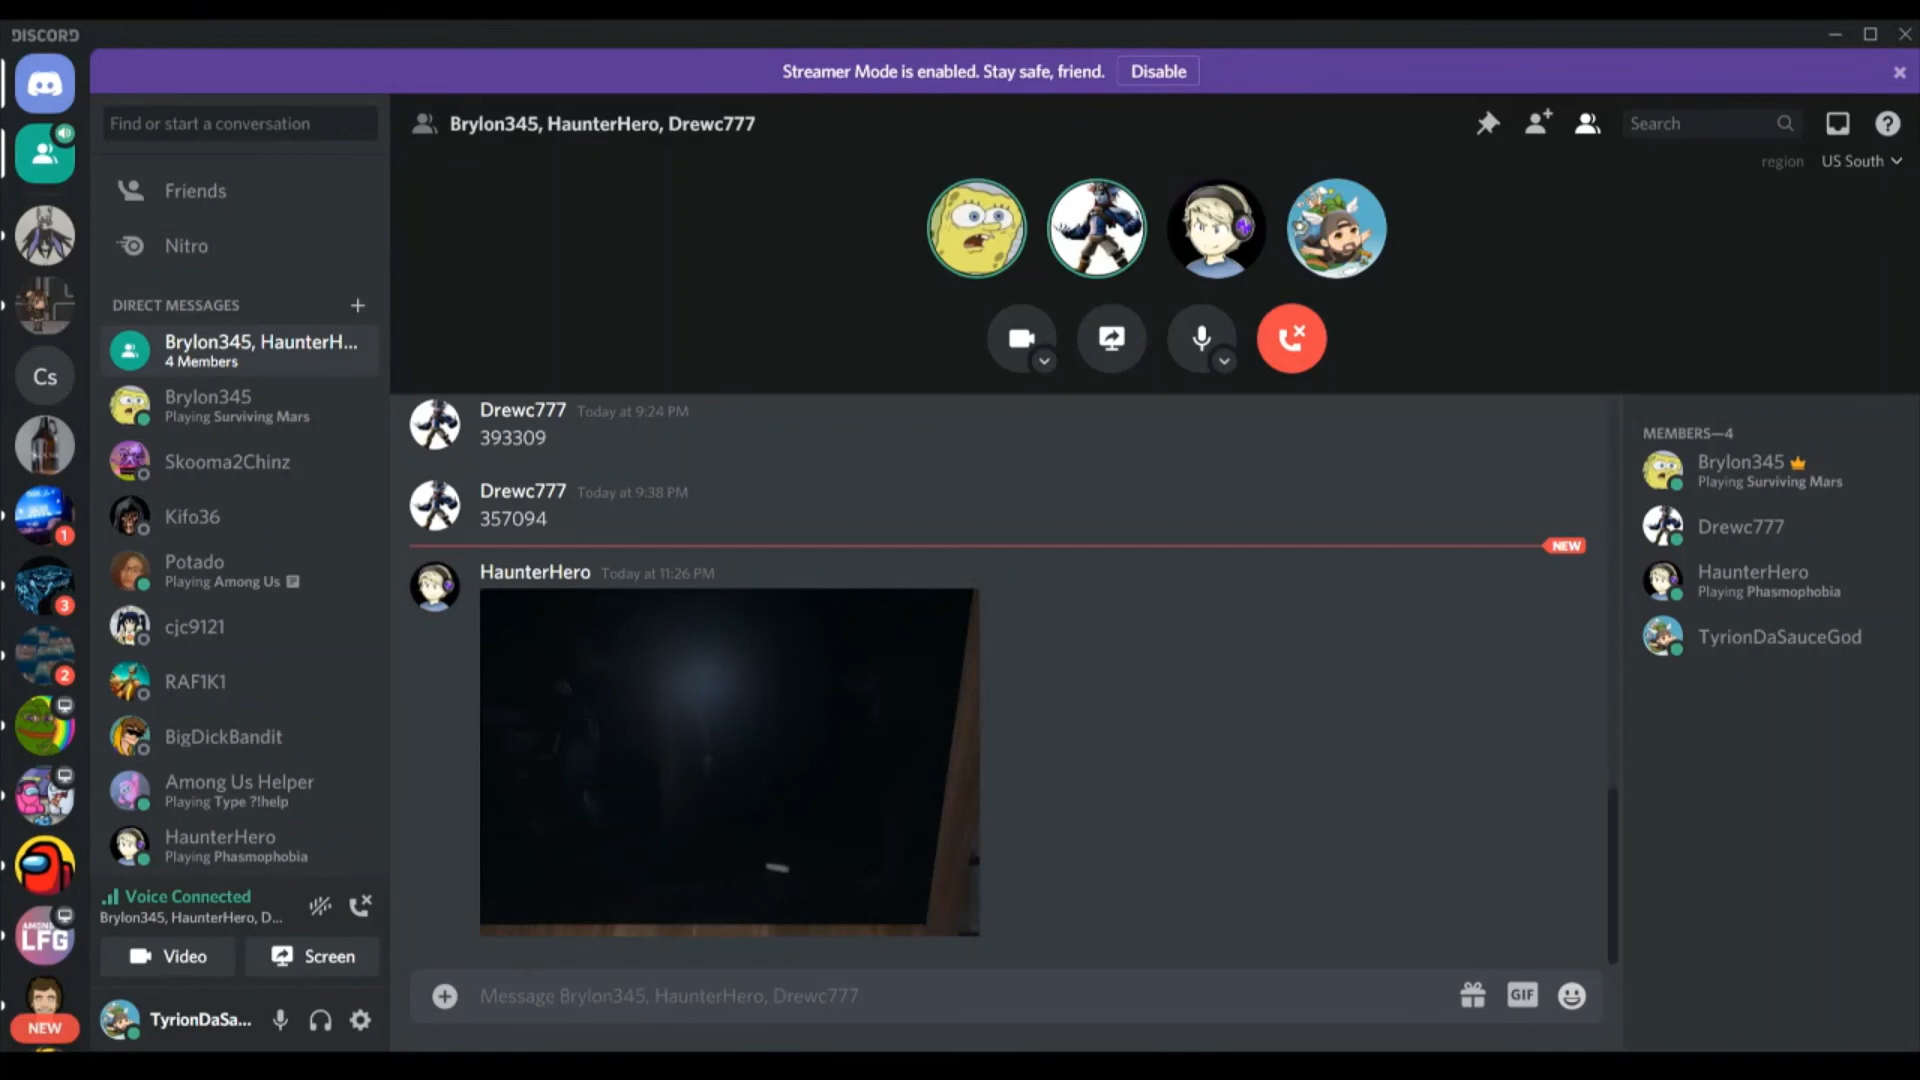 DISCORD
Streamer Mode is enabled. Stay safe, friend.
Disable
Find or start a conversation
Friends
Nitro
DIRECT MESSAGES
Brylon345, HaunterH...
4 Members
Brylon345
Playing Surviving Mars
Skooma2Chinz
Kifo36
Potado
Playing Among Us
cjc9121
RAF1K1
BigDickBandit
Among Us Helper
Playing Type ?!help
HaunterHero
Playing Phasmophobia
Voice Connected
Brylon345, HaunterHero, D...
Video
Screen
TyrionDaSa...
Cs
1
3
2
AMONG
LFG
NEW
Brylon345, HaunterHero, Drewc777
Search
region
US South
Drewc777 Today at 9:24 PM
393309
Drewc777 Today at 9:38 PM
357094
NEW
HaunterHero Today at 11:26 PM
Message Brylon345, HaunterHero, Drewc777
GIF
MEMBERS—4
Brylon345
Playing Surviving Mars
Drewc777
HaunterHero
Playing Phasmophobia
TyrionDaSauceGod